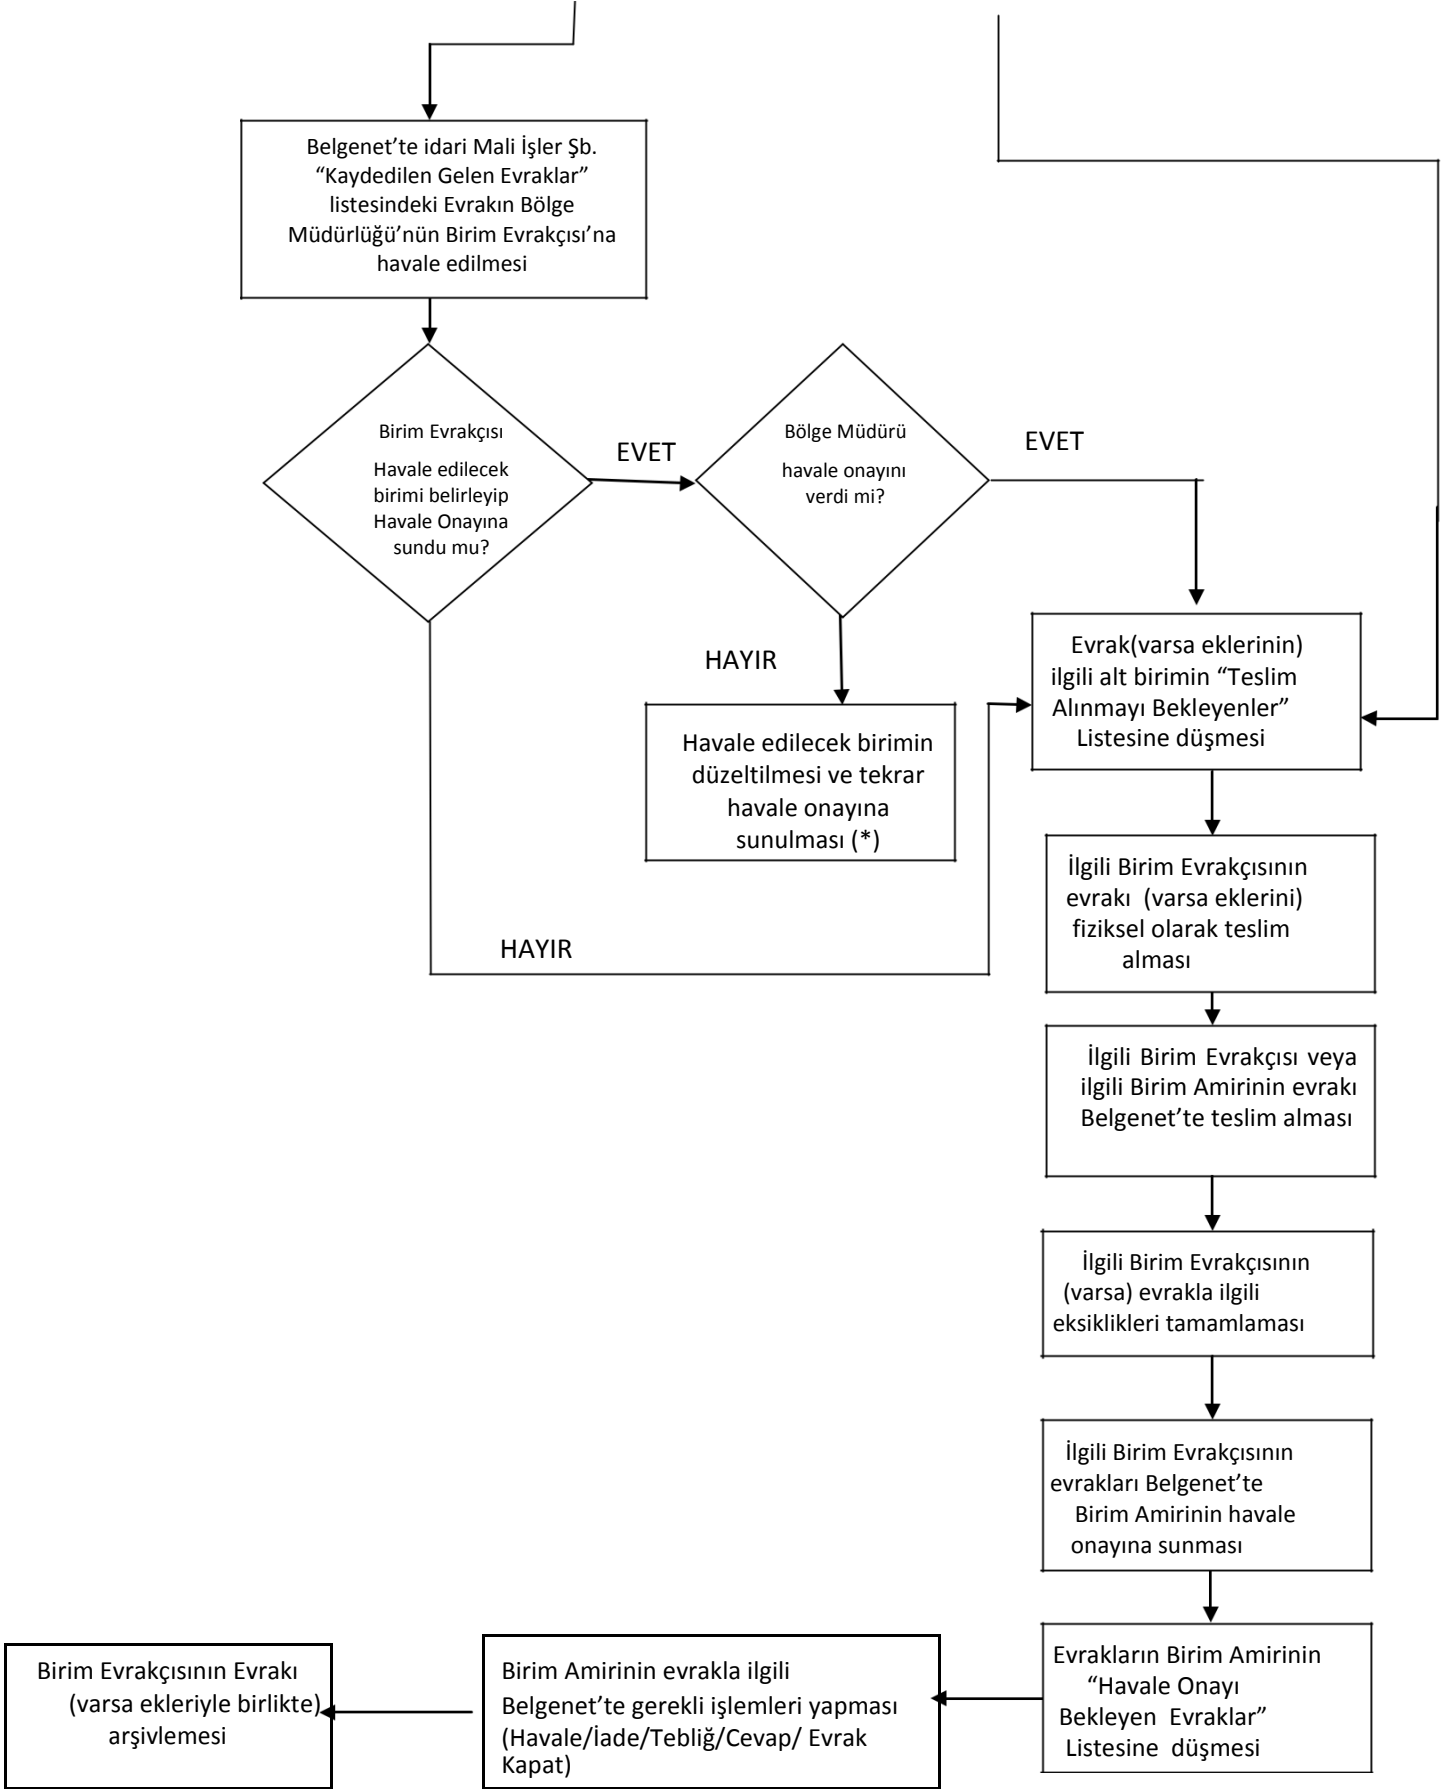 Belgenet’te idari Mali İşler Şb.
“Kaydedilen Gelen Evraklar”
listesindeki Evrakın Bölge
Müdürlüğü’nün Birim Evrakçısı’na
havale edilmesi
Birim Evrakçısı
Havale edilecek
birimi belirleyip
Havale Onayına
sundu mu?
EVET
Bölge Müdürü
havale onayını
verdi mi?
EVET
HAYIR
Havale edilecek birimin
düzeltilmesi ve tekrar
havale onayına
sunulması (*)
HAYIR
Evrak(varsa eklerinin)
ilgili alt birimin “Teslim
Alınmayı Bekleyenler”
Listesine düşmesi
İlgili Birim Evrakçısının
evrakı (varsa eklerini)
fiziksel olarak teslim
alması
İlgili Birim Evrakçısı veya
ilgili Birim Amirinin evrakı
Belgenet’te teslim alması
İlgili Birim Evrakçısının
(varsa) evrakla ilgili
eksiklikleri tamamlaması
İlgili Birim Evrakçısının
evrakları Belgenet’te
Birim Amirinin havale
onayına sunması
Evrakların Birim Amirinin
“Havale Onayı
Bekleyen Evraklar”
Listesine düşmesi
Birim Amirinin evrakla ilgili
Belgenet’te gerekli işlemleri yapması
(Havale/İade/Tebliğ/Cevap/ Evrak
Kapat)
Birim Evrakçısının Evrakı
(varsa ekleriyle birlikte)
arşivlemesi